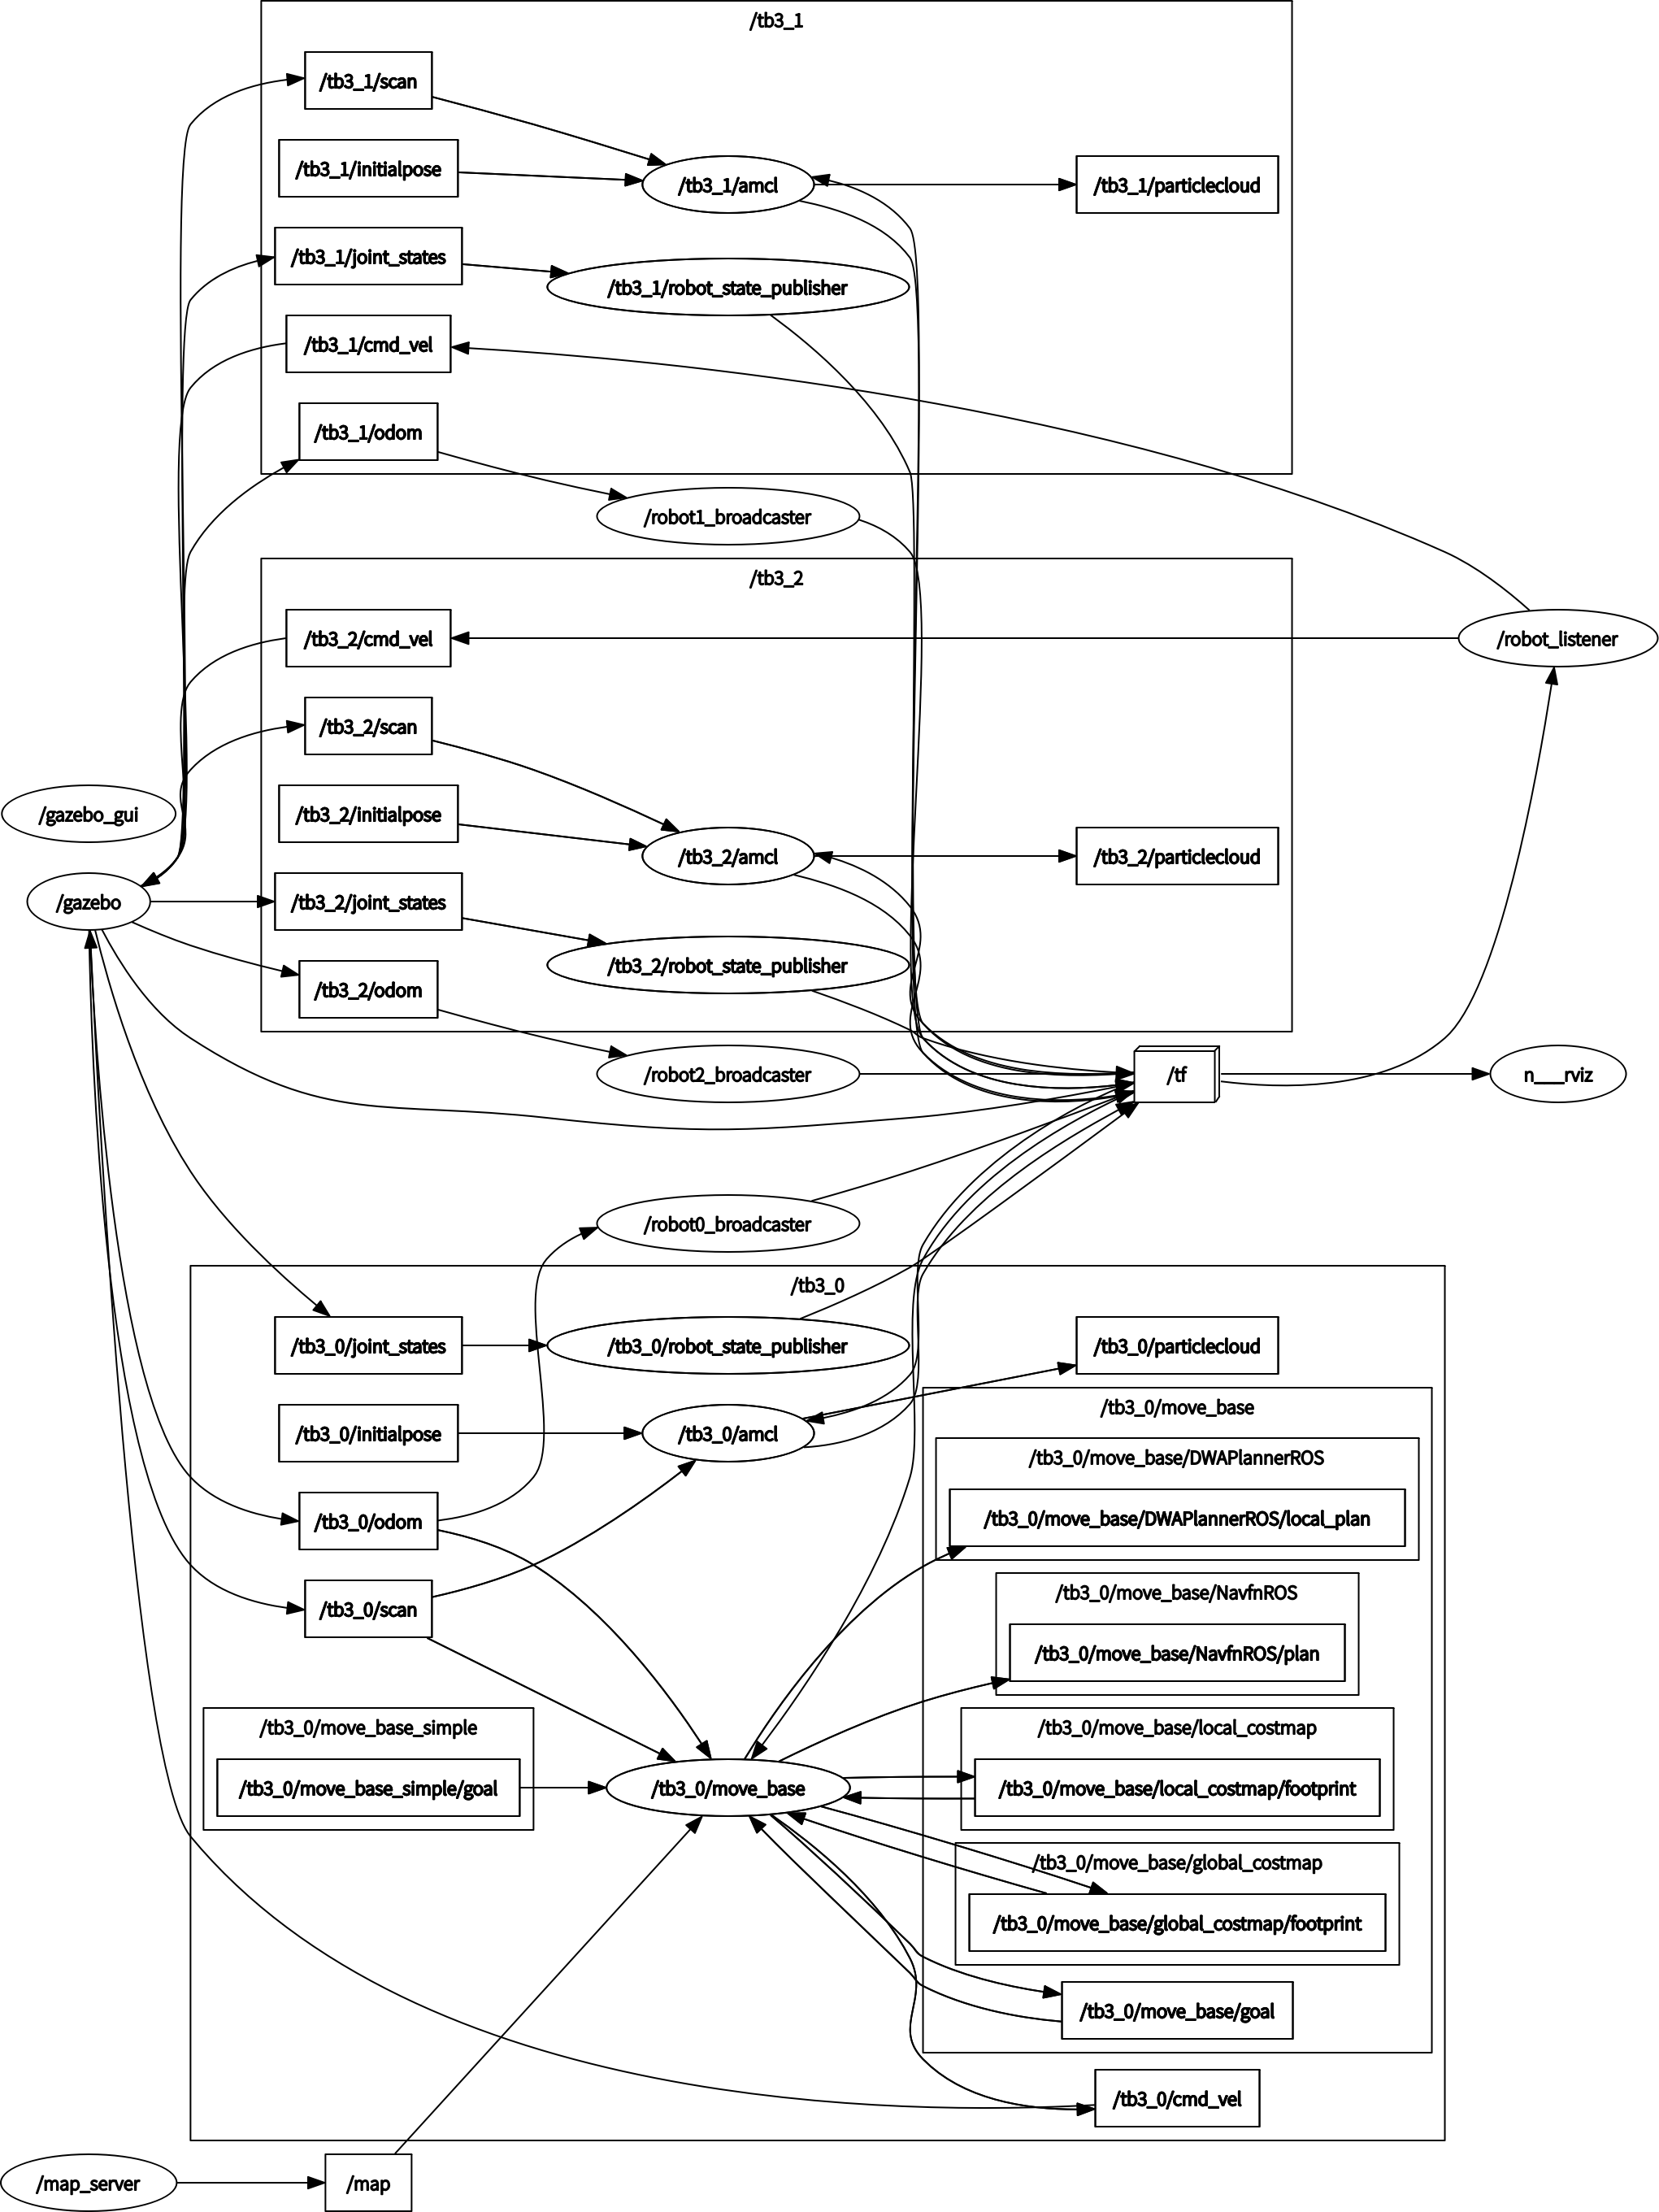 /tb3_1
/tb3_1/scan
/tb3_1/initialpose
/tb3_1/amcl
/tb3_1/particlecloud
/tb3_1/joint_states
/tb3_1/robot_state_publisher
/tb3_1/cmd_vel
/tb3_1/odom
/robot1_broadcaster
/tb3_2
/tb3_2/cmd_vel
/robot_listener
/tb3_2/scan
/gazebo_gui
/tb3_2/initialpose
/tb3_2/amcl
/tb3_2/particlecloud
/gazebo
/tb3_2/joint_states
/tb3_2/robot_state_publisher
/tb3_2/odom
/robot2_broadcaster
/tf
n___rviz
/robot0_broadcaster
/tb3_0
/tb3_0/joint_states
/tb3_0/robot_state_publisher
/tb3_0/particlecloud
/tb3_0/move_base
/tb3_0/initialpose
/tb3_0/amcl
/tb3_0/move_base/DWAPlannerROS
/tb3_0/odom
/tb3_0/move_base/DWAPlannerROS/local_plan
/tb3_0/move_base/NavfnROS
/tb3_0/scan
/tb3_0/move_base/NavfnROS/plan
/tb3_0/move_base_simple
/tb3_0/move_base/local_costmap
/tb3_0/move_base_simple/goal
/tb3_0/move_base
/tb3_0/move_base/local_costmap/footprint
/tb3_0/move_base/global_costmap
/tb3_0/move_base/global_costmap/footprint
/tb3_0/move_base/goal
/tb3_0/cmd_vel
/map_server
/map